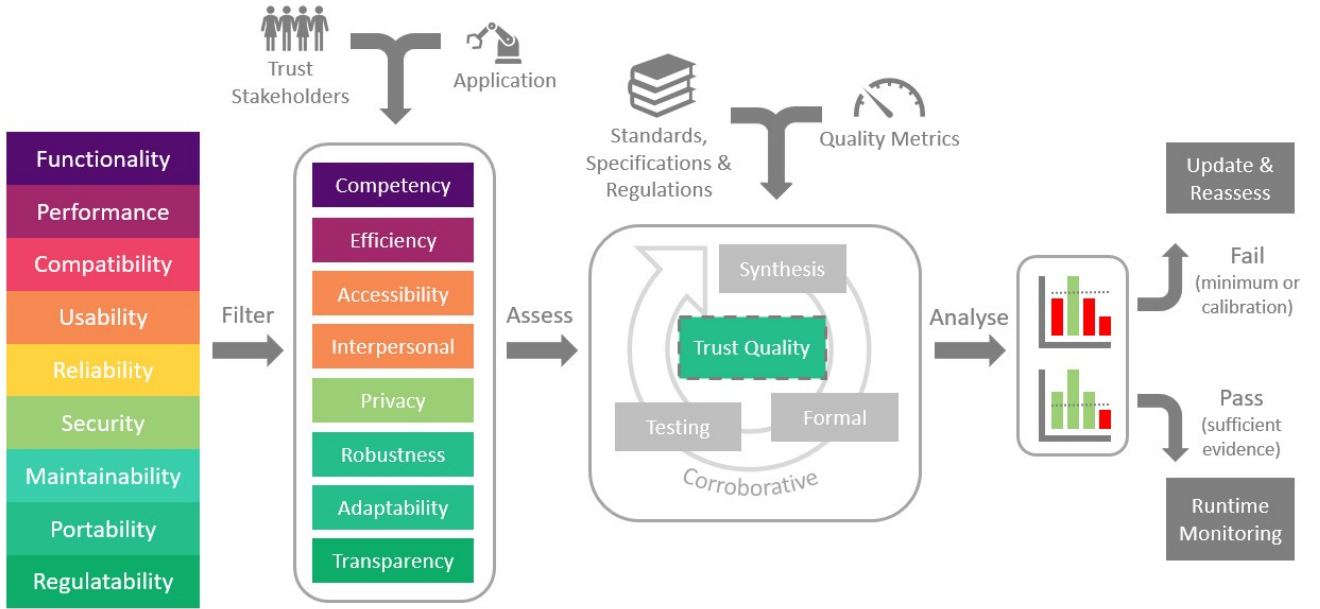 Trust
Stakeholders
Application
Standards,
Specifications &
Regulations
Quality Metrics
Functionality
Performance
Compatibility
Usability
Reliability
Security
Maintainability
Portability
Regulatability
Filter
Competency
Efficiency
Accessibility
Interpersonal
Privacy
Robustness
Adaptability
Transparency
Assess
Synthesis
Trust Quality
Testing
Formal
Corroborative
Analyse
Update &
Reassess
Fail
(minimum or
calibration)
Pass
(sufficient
evidence)
Runtime
Monitoring